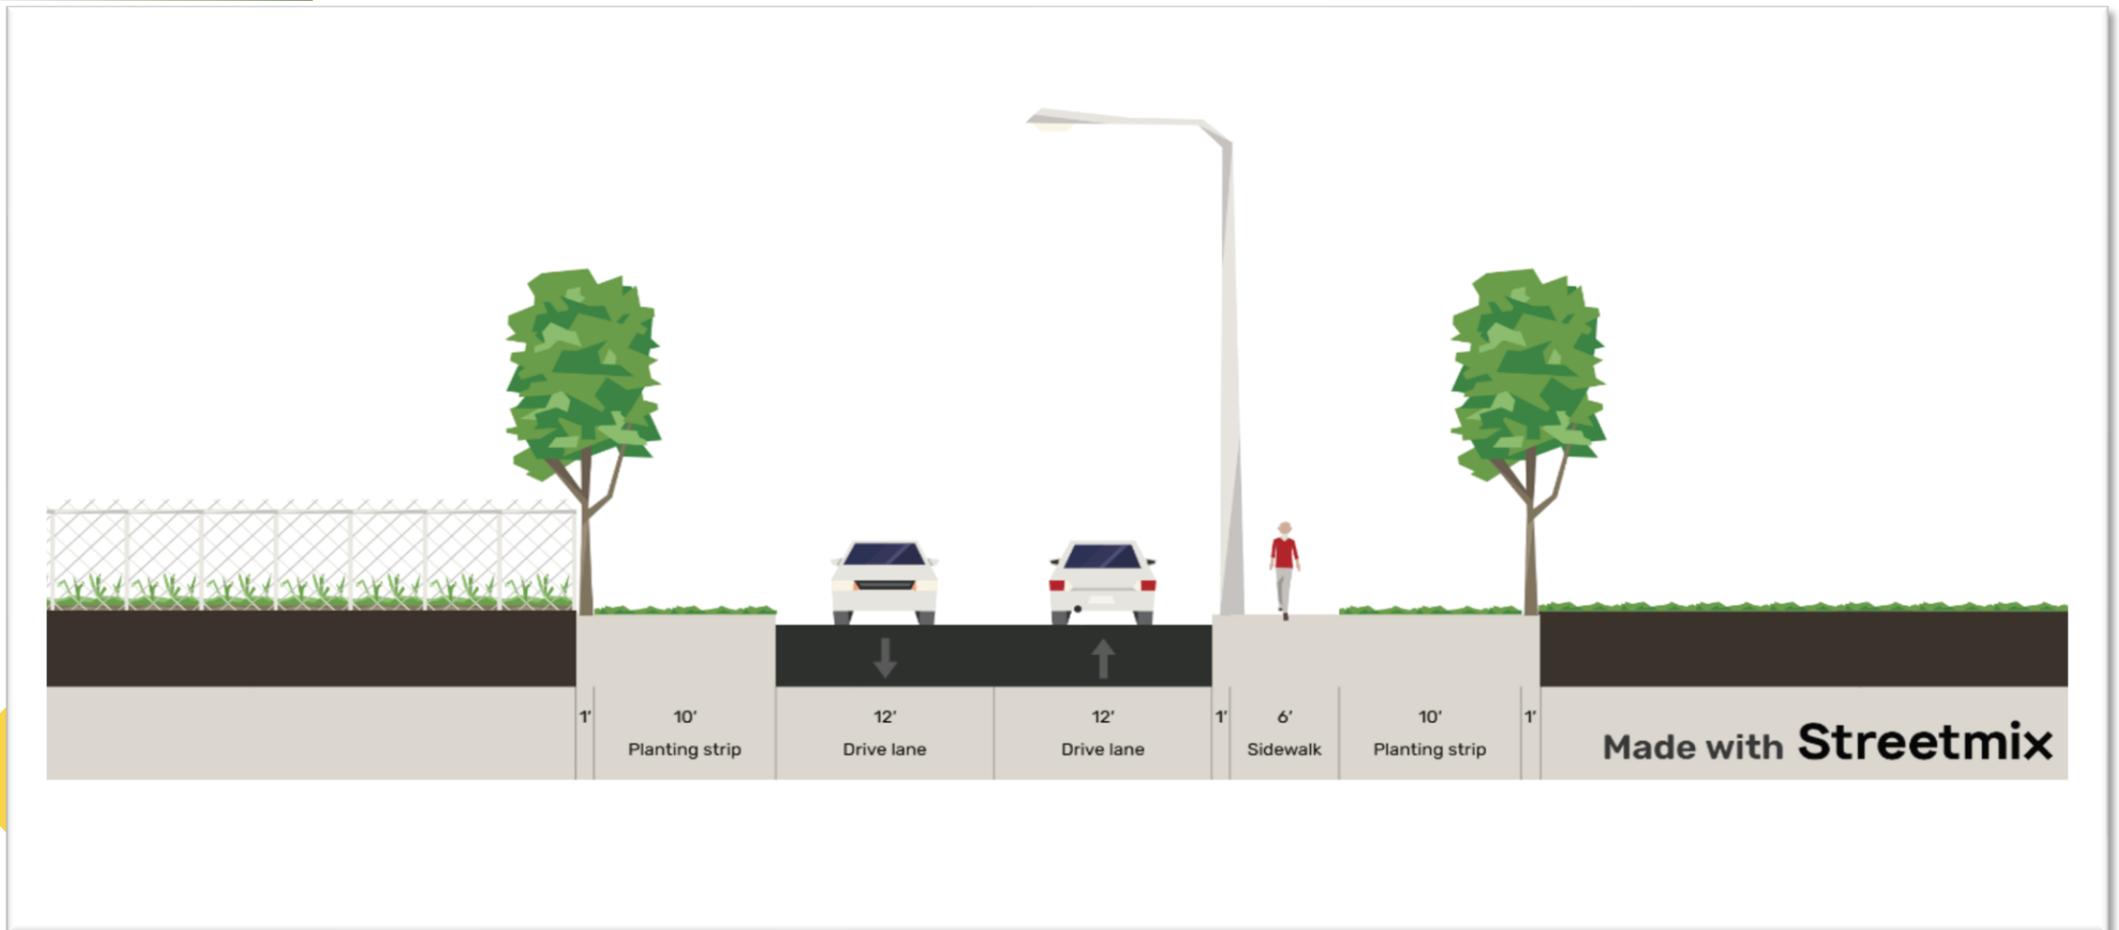 1' 10' 12' 12' 1' 6' 10' 1'
Planting strip Drive lane Drive lane Sidewalk Planting strip
Made with Streetmix